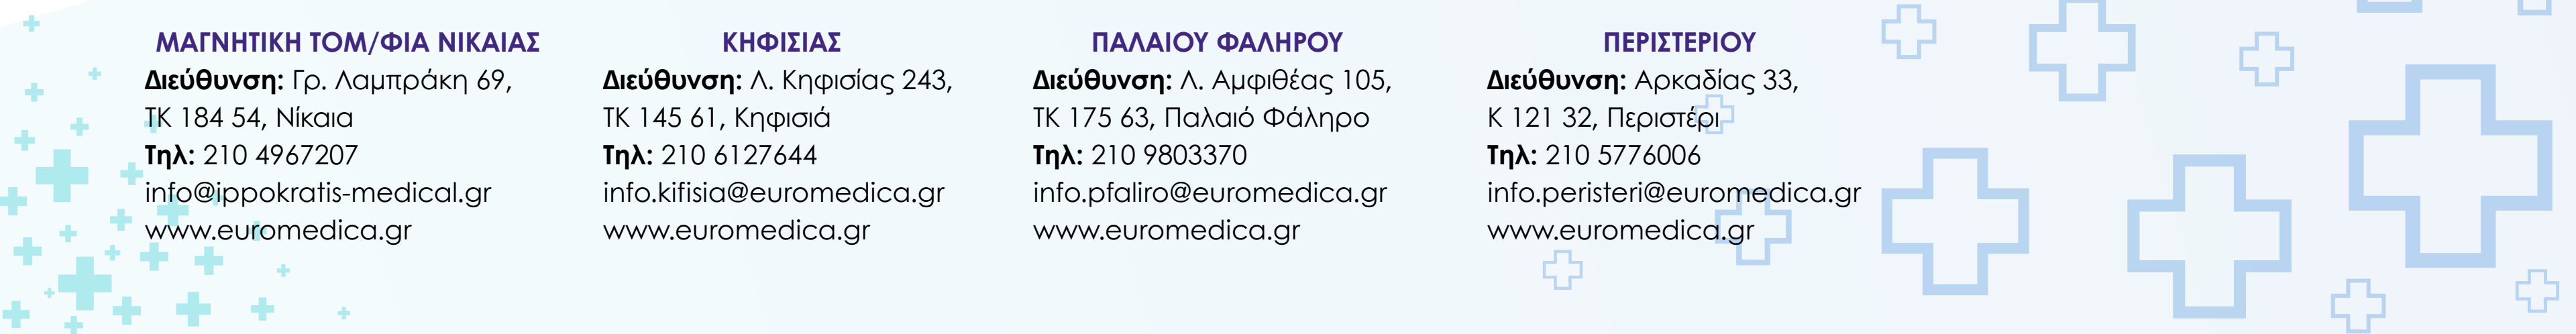 ΜΑΓΝΗΤΙΚΗ ΤΟΜ/ΦΙΑ ΝΙΚΑΙΑΣ
Διεύθυνση: Γρ. Λαμπράκη 69,
ΤΚ 184 54, Νίκαια
Τηλ: 210 4967207
info@ippokratis-medical.gr
www.euromedica.gr
ΚΗΦΙΣΙΑΣ
Διεύθυνση: Λ. Κηφισίας 243,
ΤΚ 145 61, Κηφισιά
Τηλ: 210 6127644
info.kifisia@euromedica.gr
www.euromedica.gr
ΠΑΛΑΙΟΥ ΦΑΛΗΡΟΥ
Διεύθυνση: Λ. Αμφιθέας 105,
ΤΚ 175 63, Παλαιό Φάληρο
Τηλ: 210 9803370
info.pfaliro@euromedica.gr
www.euromedica.gr
ΠΕΡΙΣΤΕΡΙΟΥ
Διεύθυνση: Αρκαδίας 33,
Κ 121 32, Περιστέρι
Τηλ: 210 5776006
info.peristeri@euromedica.gr
www.euromedica.gr